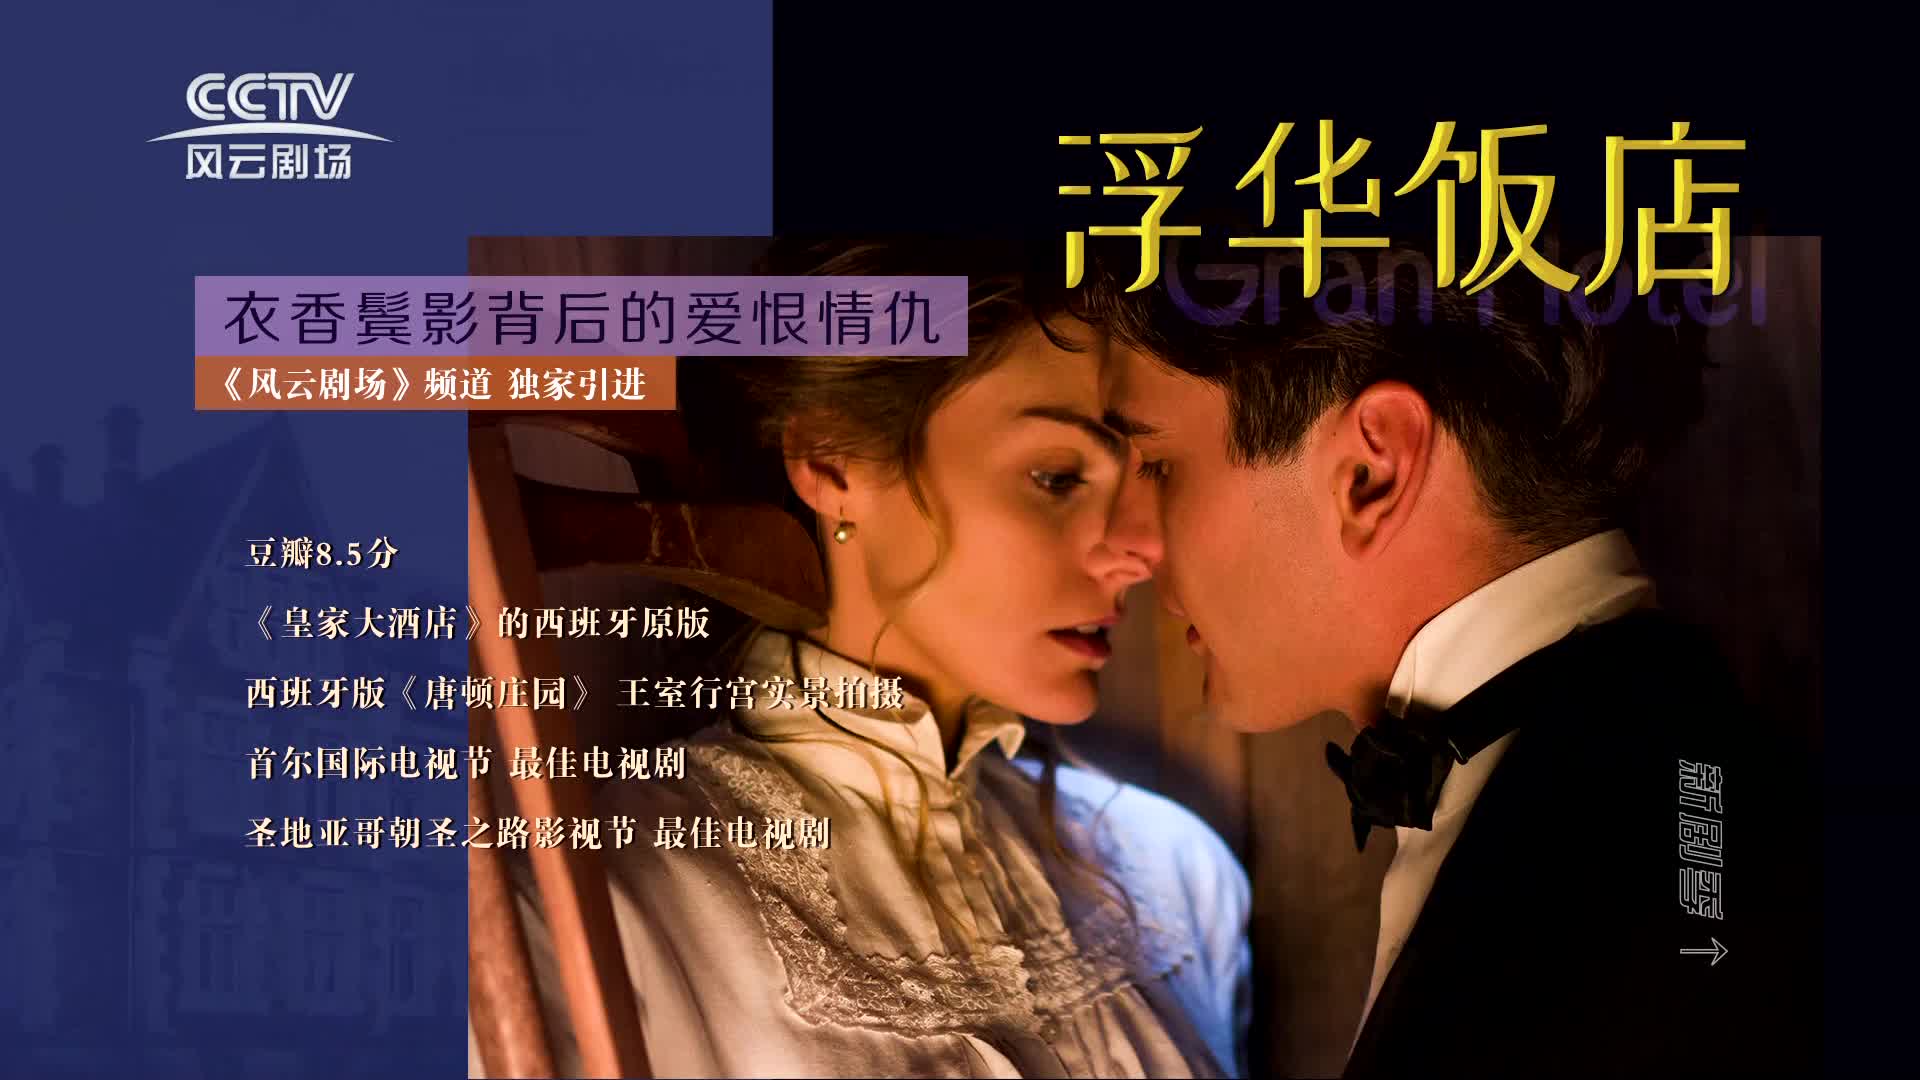 CCTV
风云剧场
浮华饭店
Gran Hotel
衣香鬓影背后的爱恨情仇
《风云剧场》频道 独家引进
豆瓣8.5分
《皇家大酒店》的西班牙原版
西班牙版《唐顿庄园》 王室行宫实景拍摄
首尔国际电视节 最佳电视剧
圣地亚哥朝圣之路影视节 最佳电视剧
新剧季